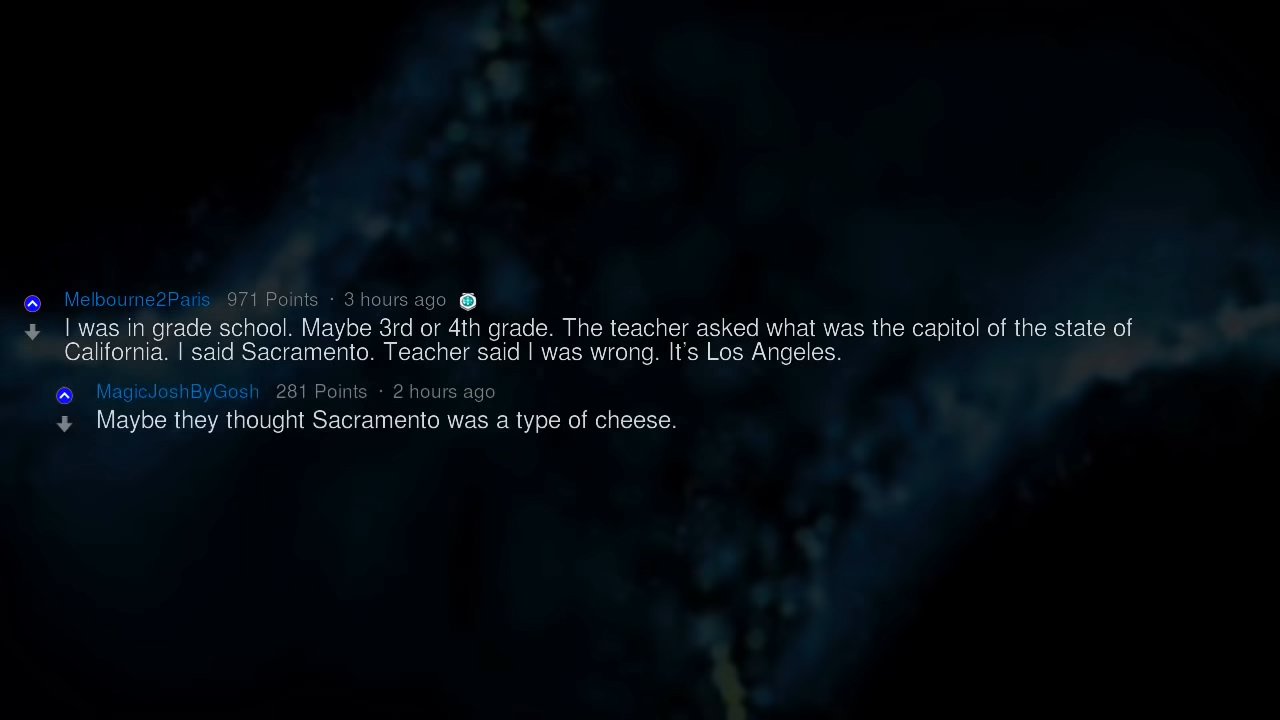 Melbourne2Paris 971 Points · 3 hours ago
I was in grade school. Maybe 3rd or 4th grade. The teacher asked what was the capitol of the state of
California. I said Sacramento. Teacher said I was wrong. It's Los Angeles.
MagicJoshByGosh 281 Points · 2 hours ago
Maybe they thought Sacramento was a type of cheese.